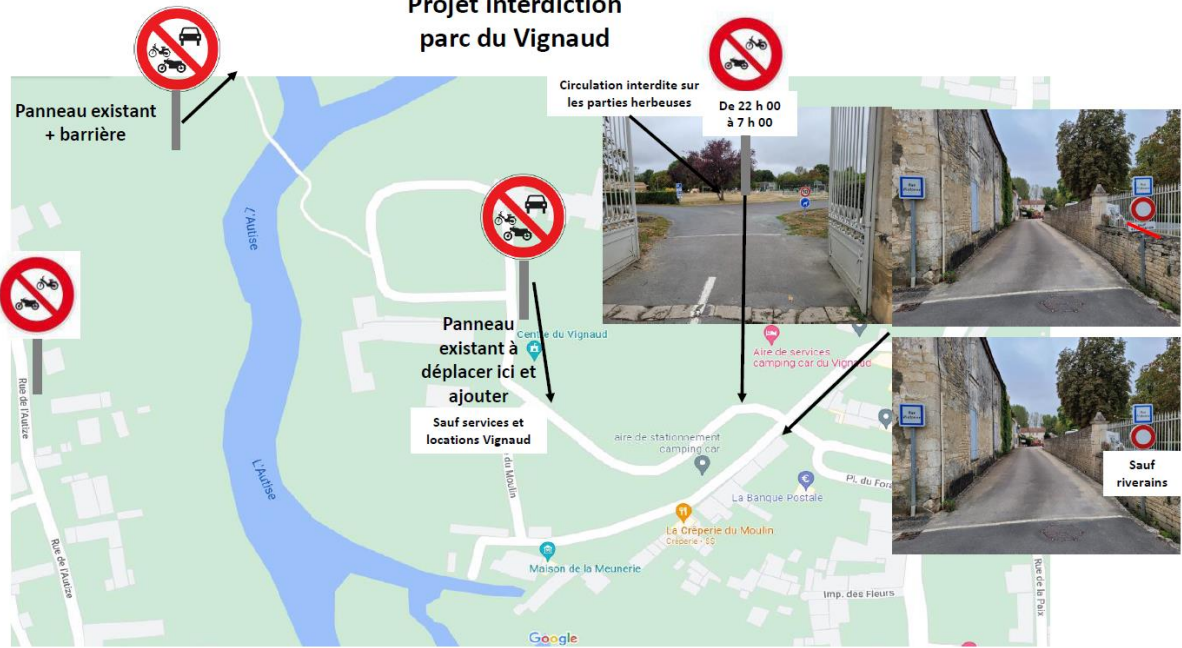 Projet interdiction
parc du Vignaud
Panneau existant
+ barrière
Circulation interdite sur
les parties herbeuses
De 22 h 00
à 7 h 00
L'Autise
Panneau
existant à
déplacer ici et
ajouter
Sauf services et
locations Vignaud
Centre du Vignaud
Aire de services
camping car du Vignaud
aire de stationnement
camping car
La Banque Postale
Pl. du
La Crêperie du Moulin
Crêperie - $$
Maison de la Meunerie
du Moulin
L'Autise
Rue de l'Autize
Rue de l'Autize
Imp. des Fleurs
Rue de la Paix
Sauf
riverains
Google